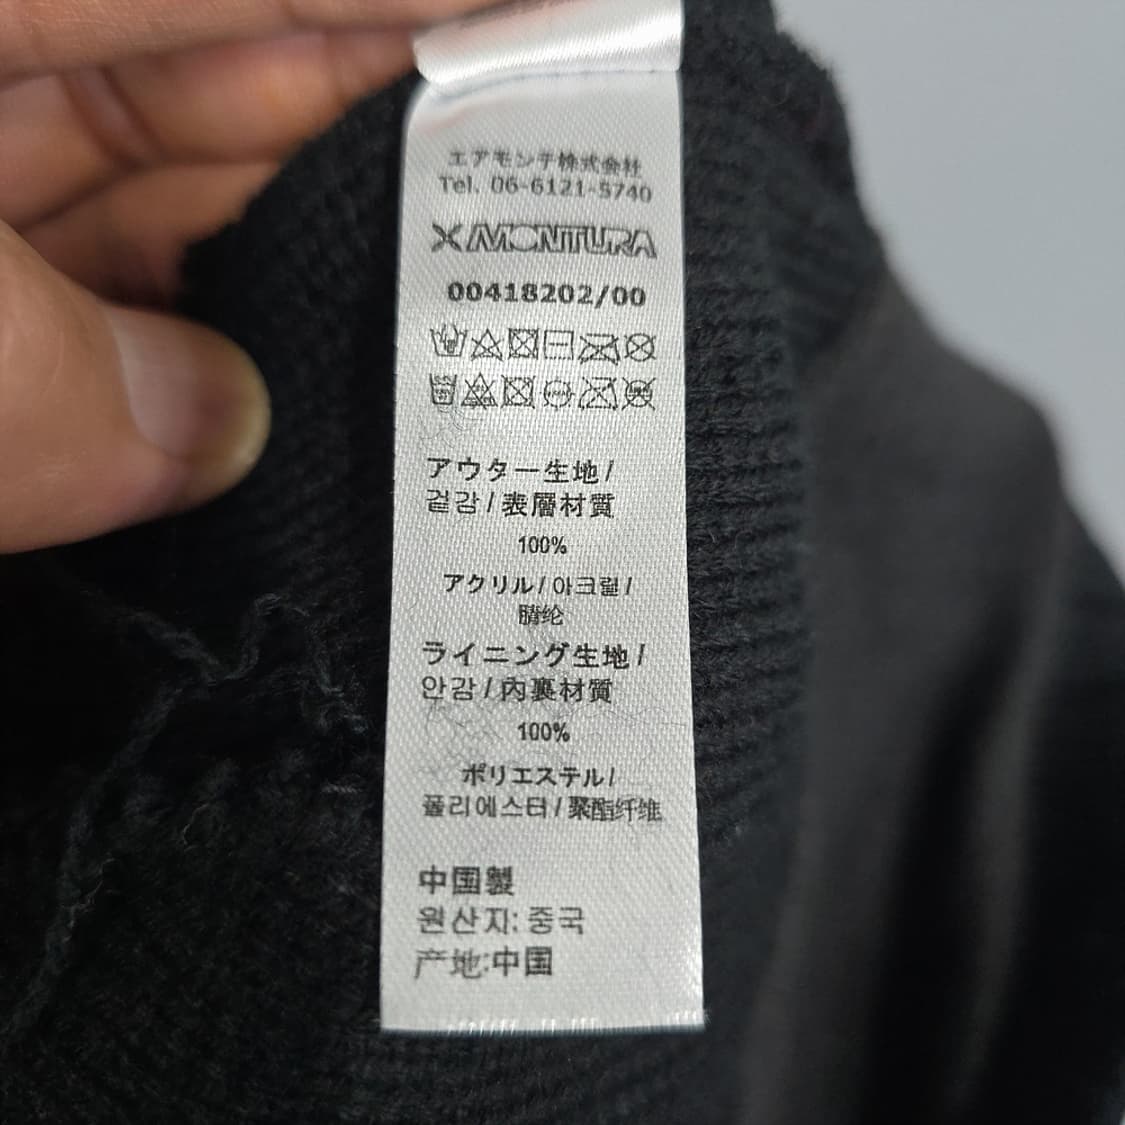 エアモンテ株式会社
Tel. 06-6121-5740
MONTURA
00418202/00
アウター生地/
겉감/表層材質
100%
アクリル/아크릴/
腈纶
ライニング生地/
안감/內裏材質
100%
ポリエステル/
폴리에스터/聚酯纤维
中国製
원산지: 중국
产地:中国